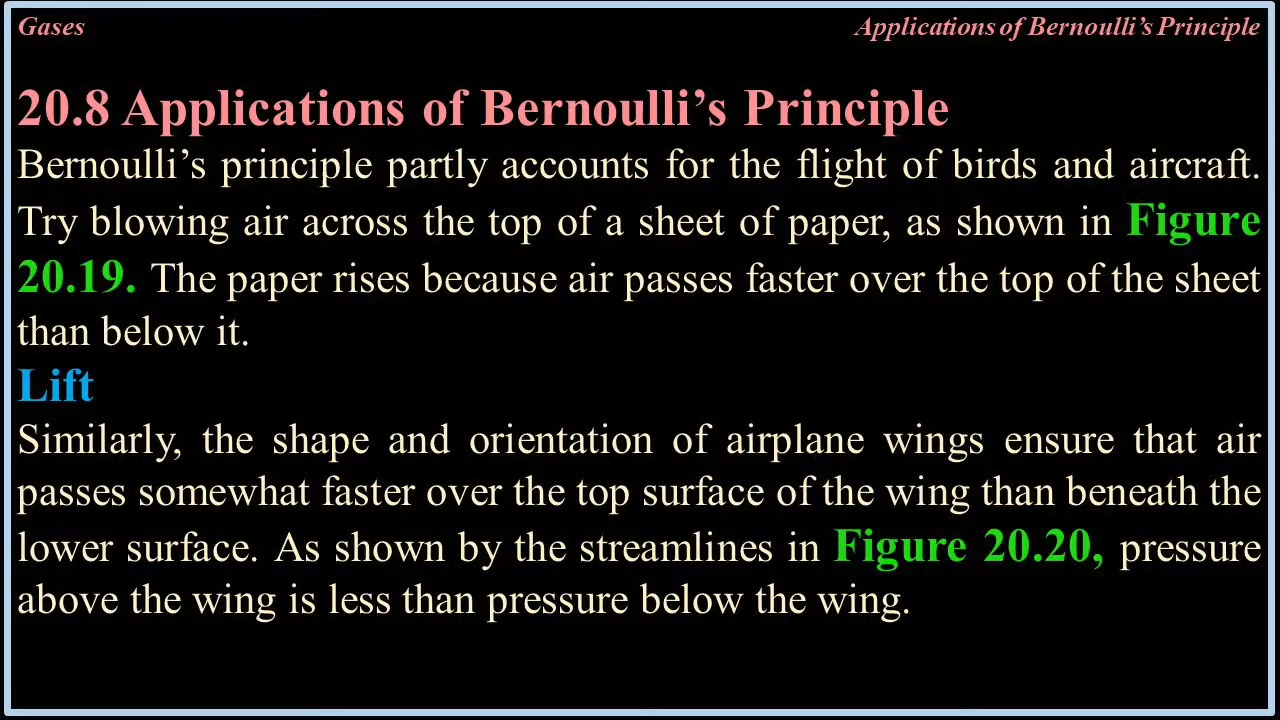 Gases
Applications of Bernoulli’s Principle
20.8 Applications of Bernoulli’s Principle
Bernoulli’s principle partly accounts for the flight of birds and aircraft.
Try blowing air across the top of a sheet of paper, as shown in Figure
20.19. The paper rises because air passes faster over the top of the sheet
than below it.
Lift
Similarly, the shape and orientation of airplane wings ensure that air
passes somewhat faster over the top surface of the wing than beneath the
lower surface. As shown by the streamlines in Figure 20.20, pressure
above the wing is less than pressure below the wing.